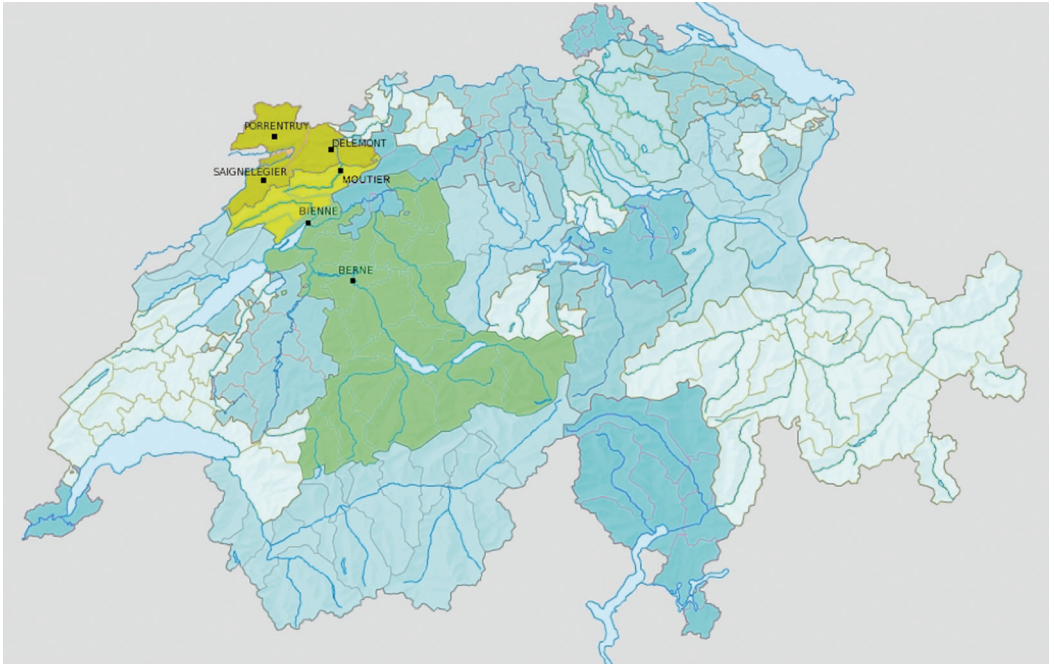 PORRENTRUY
DELEMONT
SAIGNELEGIER
MOUTIER
BIENNE
BERNE